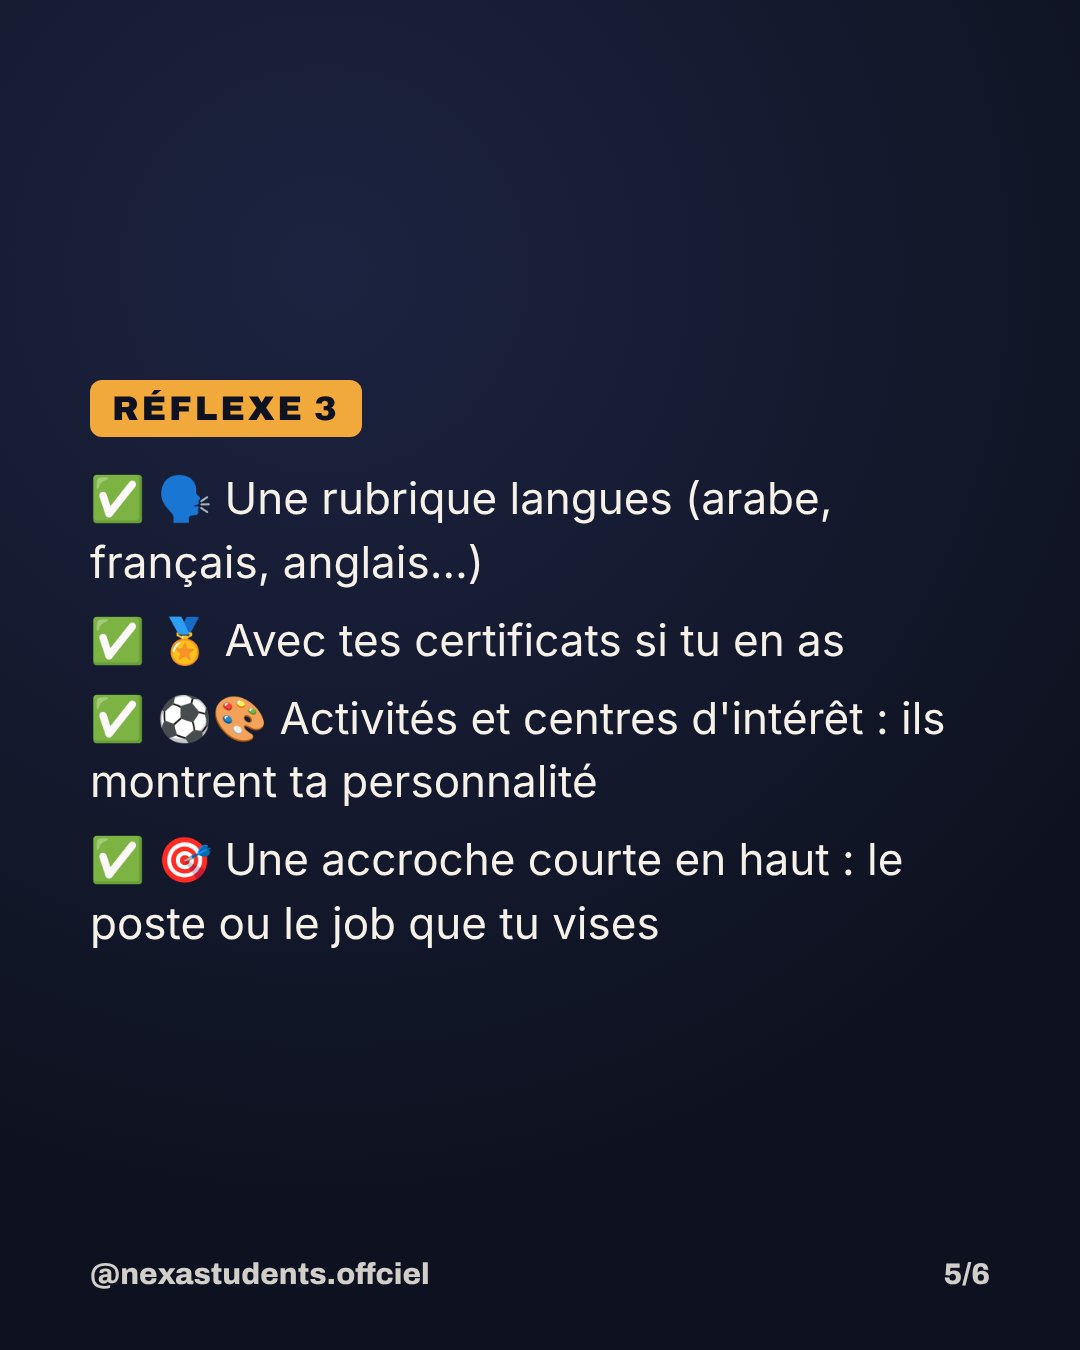 RÉFLEXE 3
✅ 🗣️ Une rubrique langues (arabe,
français, anglais...)
✅ 🏅 Avec tes certificats si tu en as
✅ ⚽🎨 Activités et centres d'intérêt : ils
montrent ta personnalité
✅ 🎯 Une accroche courte en haut : le
poste ou le job que tu vises
@nexastudents.offciel
5/6